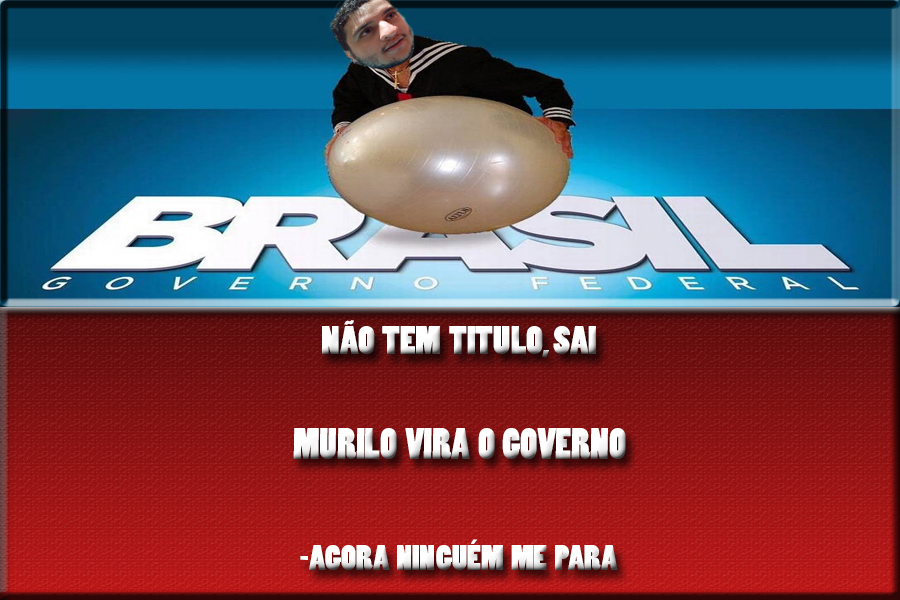 BRASIL
GOVERNO FEDERAL
NÃO TEM TITULO, SAI
MURILO VIRA O GOVERNO
-AGORA NINGUÉM ME PARA